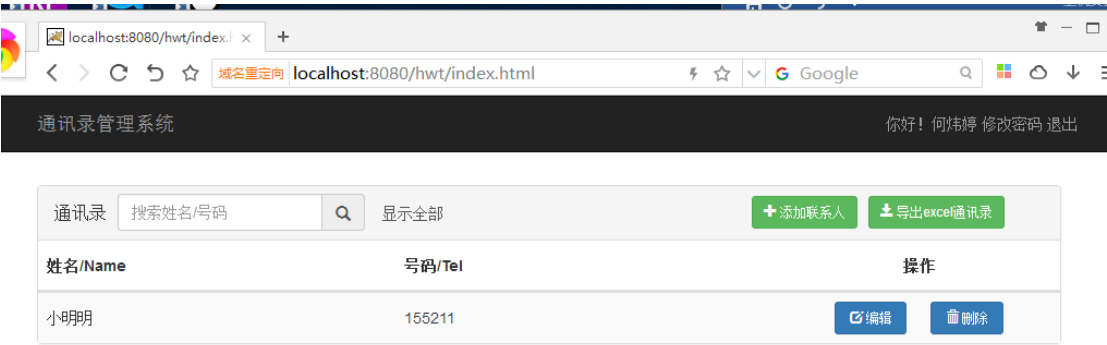 localhost:8080/hwt/index.h
域名重定向 localhost:8080/hwt/index.html Google
通讯录管理系统 你好！何炜婷 修改密码 退出
通讯录 搜索姓名/号码 显示全部 添加联系人 导出excel通讯录
姓名/Name 号码/Tel 操作
小明明 155211 编辑 删除